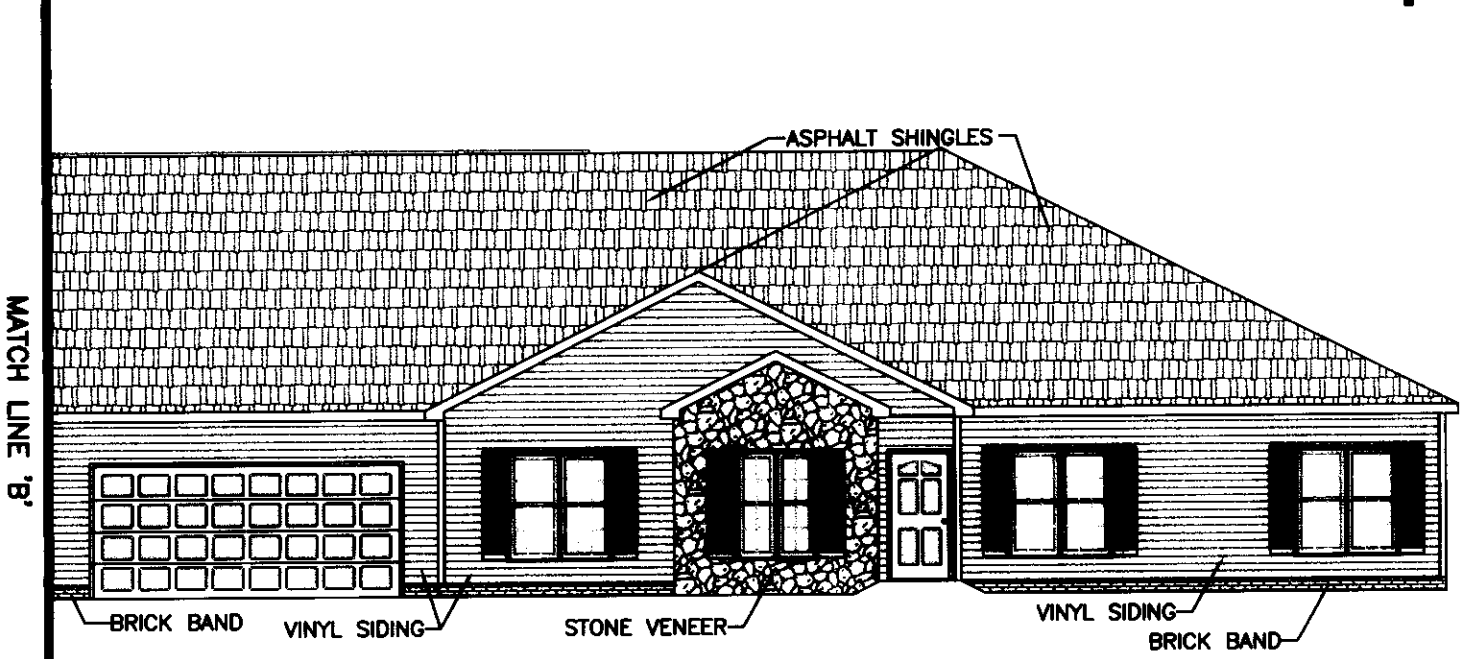 ASPHALT SHINGLES
MATCH LINE 'B'
BRICK BAND
VINYL SIDING
STONE VENEER
VINYL SIDING
BRICK BAND